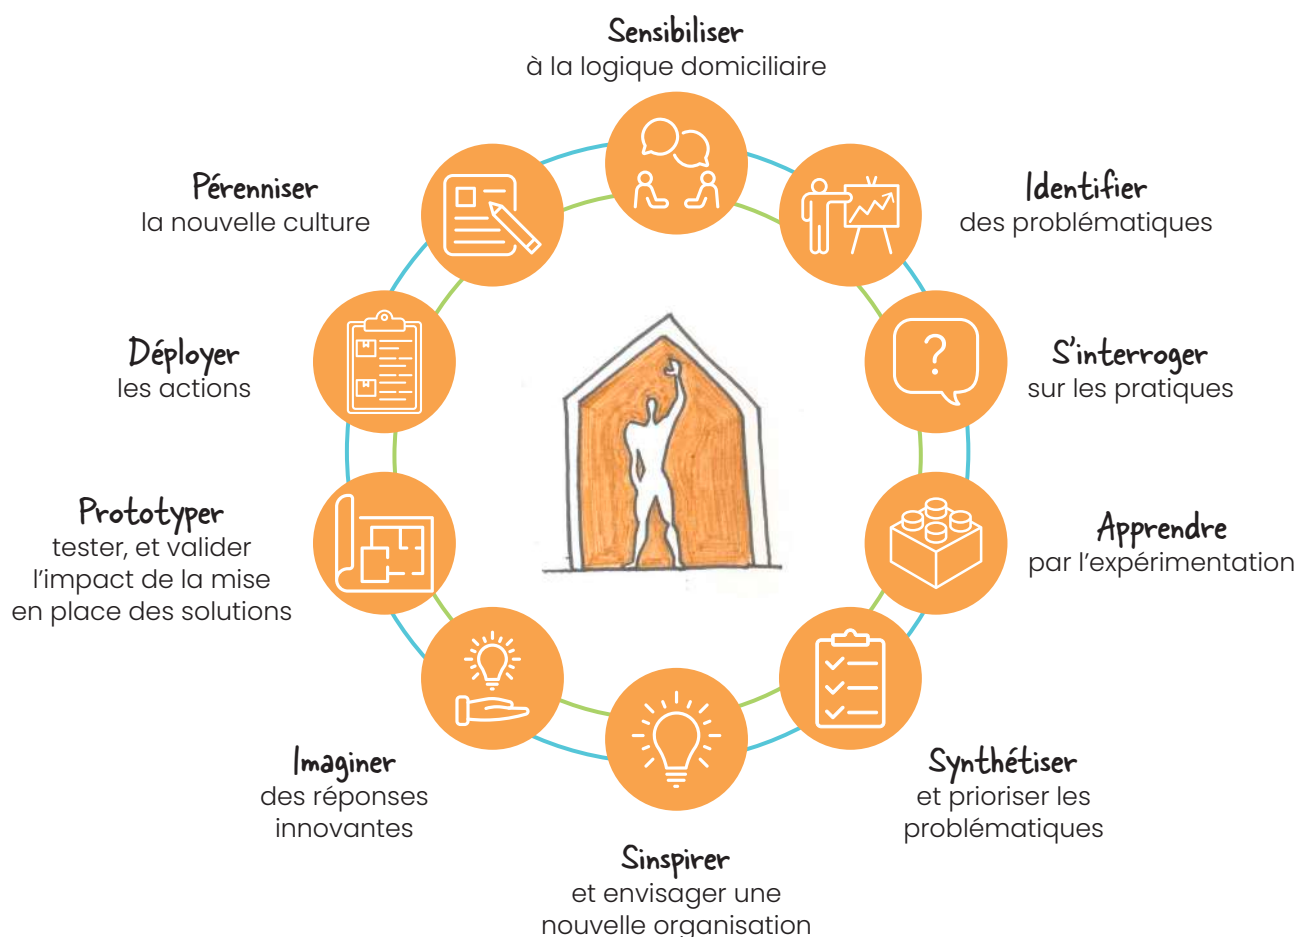 Sensibiliser
à la logique domiciliaire
Identifier
des problématiques
S'interroger
sur les pratiques
Apprendre
par l'expérimentation
Synthétiser
et prioriser les
problématiques
Sinspirer
et envisager une
nouvelle organisation
Imaginer
des réponses
innovantes
Prototyper
tester, et valider
l'impact de la mise
en place des solutions
Déployer
les actions
Pérenniser
la nouvelle culture
?